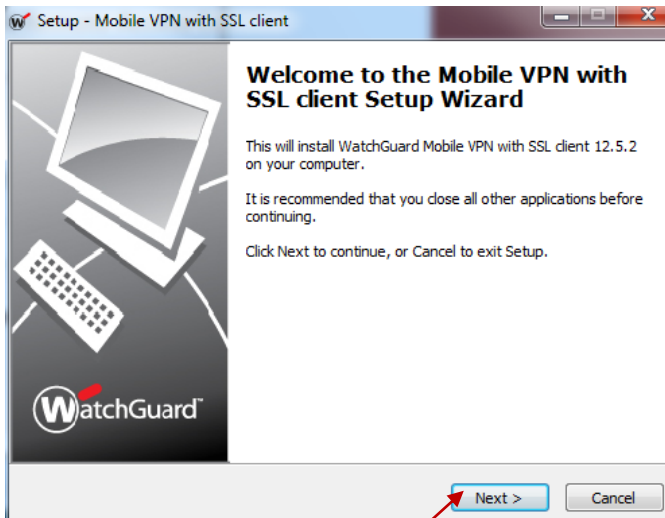 Setup - Mobile VPN with SSL client
Welcome to the Mobile VPN with
SSL client Setup Wizard
This will install WatchGuard Mobile VPN with SSL client 12.5.2
on your computer.
It is recommended that you close all other applications before
continuing.
Click Next to continue, or Cancel to exit Setup.
WatchGuard™
Next >
Cancel